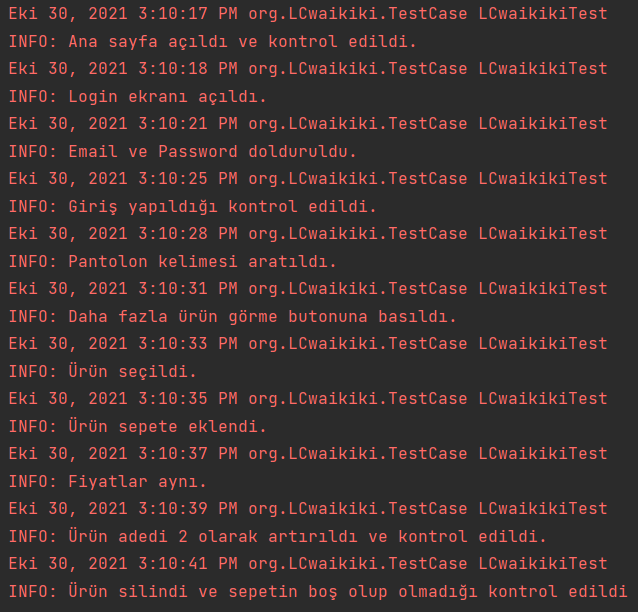 Eki 30, 2021 3:10:17 PM org.LCwaikiki.TestCase LCwaikikiTest
INFO: Ana sayfa açıldı ve kontrol edildi.
Eki 30, 2021 3:10:18 PM org.LCwaikiki.TestCase LCwaikikiTest
INFO: Login ekranı açıldı.
Eki 30, 2021 3:10:21 PM org.LCwaikiki.TestCase LCwaikikiTest
INFO: Email ve Password dolduruldu.
Eki 30, 2021 3:10:25 PM org.LCwaikiki.TestCase LCwaikikiTest
INFO: Giriş yapıldığı kontrol edildi.
Eki 30, 2021 3:10:28 PM org.LCwaikiki.TestCase LCwaikikiTest
INFO: Pantolon kelimesi aratıldı.
Eki 30, 2021 3:10:31 PM org.LCwaikiki.TestCase LCwaikikiTest
INFO: Daha fazla ürün görme butonuna basıldı.
Eki 30, 2021 3:10:33 PM org.LCwaikiki.TestCase LCwaikikiTest
INFO: Ürün seçildi.
Eki 30, 2021 3:10:35 PM org.LCwaikiki.TestCase LCwaikikiTest
INFO: Ürün sepete eklendi.
Eki 30, 2021 3:10:37 PM org.LCwaikiki.TestCase LCwaikikiTest
INFO: Fiyatlar aynı.
Eki 30, 2021 3:10:39 PM org.LCwaikiki.TestCase LCwaikikiTest
INFO: Ürün adedi 2 olarak artırıldı ve kontrol edildi.
Eki 30, 2021 3:10:41 PM org.LCwaikiki.TestCase LCwaikikiTest
INFO: Ürün silindi ve sepetin boş olup olmadığı kontrol edildi